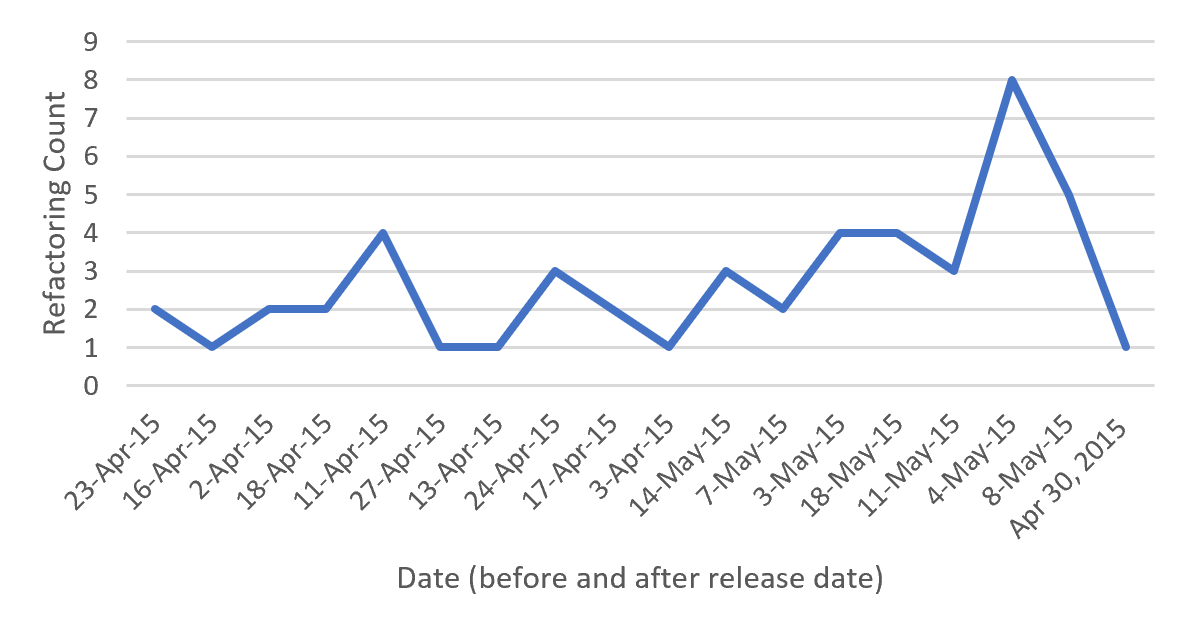 9
8
7
6
5
4
3
2
1
0
Refactoring Count
23-Apr-15
16-Apr-15
2-Apr-15
18-Apr-15
11-Apr-15
27-Apr-15
13-Apr-15
24-Apr-15
17-Apr-15
3-Apr-15
14-May-15
7-May-15
3-May-15
18-May-15
11-May-15
4-May-15
8-May-15
Apr 30, 2015
Date (before and after release date)